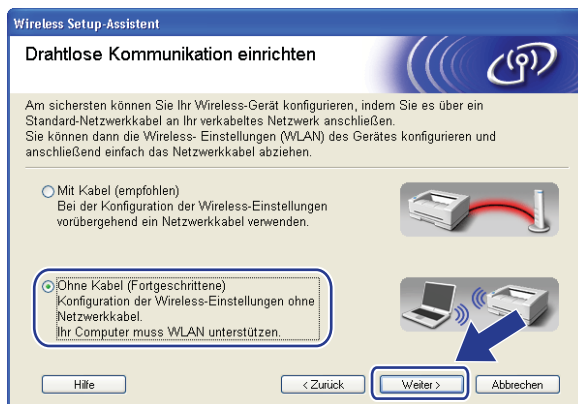 Wireless Setup-Assistent
Drahtlose Kommunikation einrichten
Am sichersten können Sie Ihr Wireless-Gerät konfigurieren, indem Sie es über ein
Standard-Netzwerkkabel an Ihr verkabeltes Netzwerk anschließen.
Sie können dann die Wireless- Einstellungen (WLAN) des Gerätes konfigurieren und
anschließend einfach das Netzwerkkabel abziehen.
Mit Kabel (empfohlen)
Bei der Konfiguration der Wireless-Einstellungen
vorübergehend ein Netzwerkkabel verwenden.
Ohne Kabel (Fortgeschrittene)
Konfiguration der Wireless-Einstellungen ohne
Netzwerkkabel.
Ihr Computer muss WLAN unterstützen.
Hilfe
< Zurück
Weiter >
Abbrechen